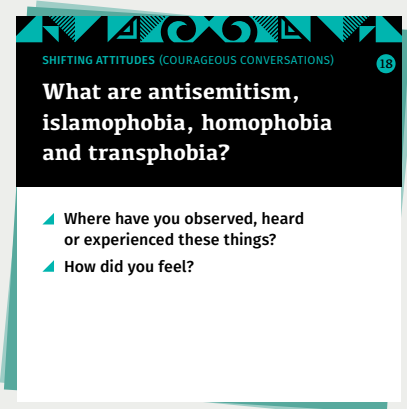 SHIFTING ATTITUDES (COURAGEOUS CONVERSATIONS)
18
What are antisemitism,
islamophobia, homophobia
and transphobia?
Where have you observed, heard
or experienced these things?
How did you feel?